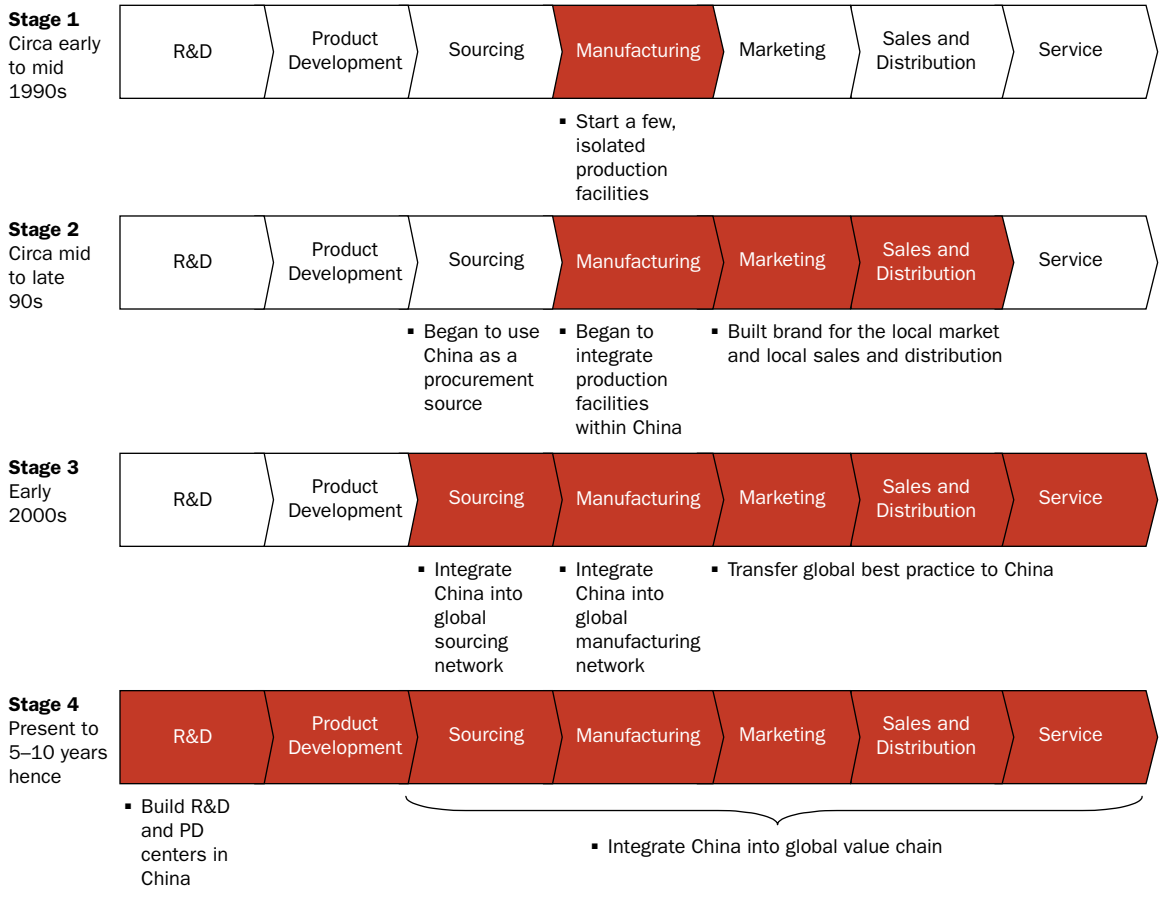 Stage 1
Circa early
to mid
1990s
R&D
Product
Development
Sourcing
Manufacturing
Marketing
Sales and
Distribution
Service
▪ Start a few,
isolated
production
facilities
Stage 2
Circa mid
to late
90s
R&D
Product
Development
Sourcing
Manufacturing
Marketing
Sales and
Distribution
Service
▪ Began to use
China as a
procurement
source
▪ Began to
integrate
production
facilities
within China
▪ Built brand for the local market
and local sales and distribution
Stage 3
Early
2000s
R&D
Product
Development
Sourcing
Manufacturing
Marketing
Sales and
Distribution
Service
▪ Integrate
China into
global
sourcing
network
▪ Integrate
China into
global
manufacturing
network
▪ Transfer global best practice to China
Stage 4
Present to
5–10 years
hence
R&D
Product
Development
Sourcing
Manufacturing
Marketing
Sales and
Distribution
Service
▪ Build R&D
and PD
centers in
China
▪ Integrate China into global value chain